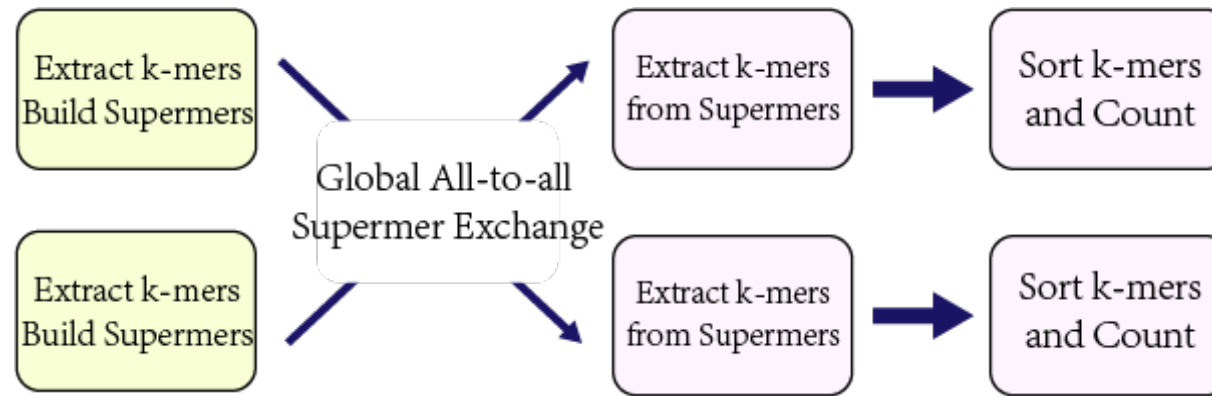 Extract k-mers
Build Supermers
Global All-to-all
Supermer Exchange
Extract k-mers
from Supermers
Sort k-mers
and Count
Extract k-mers
Build Supermers
Extract k-mers
from Supermers
Sort k-mers
and Count